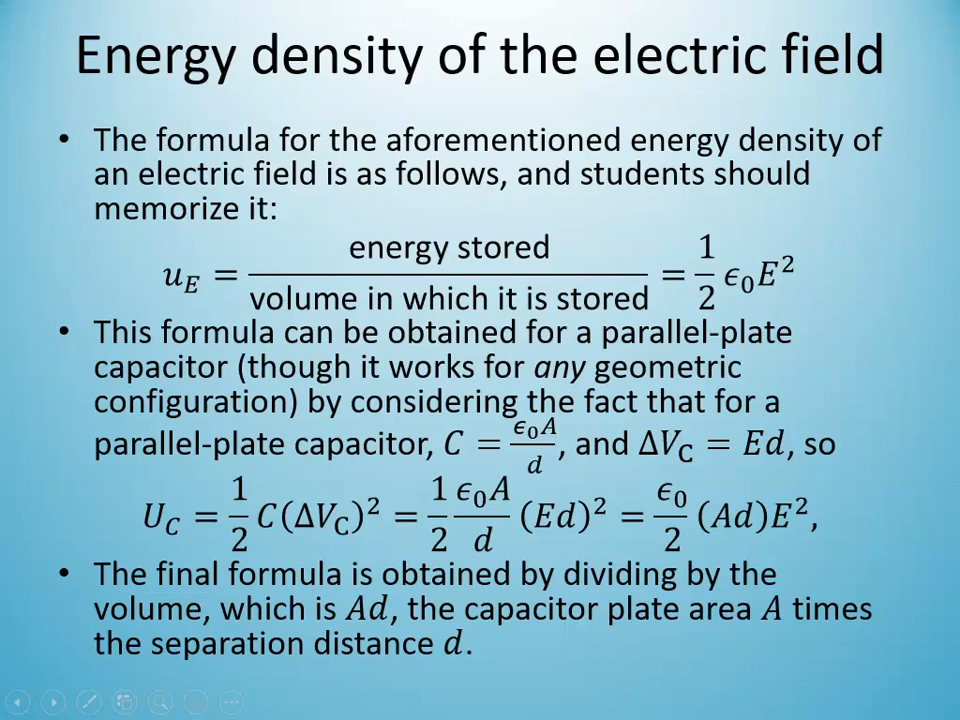 Energy density of the electric field
• The formula for the aforementioned energy density of
an electric field is as follows, and students should
memorize it:
u_E = energy stored / volume in which it is stored = 1/2 ϵ₀E²
• This formula can be obtained for a parallel-plate
capacitor (though it works for any geometric
configuration) by considering the fact that for a
parallel-plate capacitor, C = ϵ₀A/d, and ΔV_C = Ed, so
U_C = 1/2 C(ΔV_C)² = 1/2 ϵ₀A/d (Ed)² = ϵ₀/2 (Ad)E²,
• The final formula is obtained by dividing by the
volume, which is Ad, the capacitor plate area A times
the separation distance d.